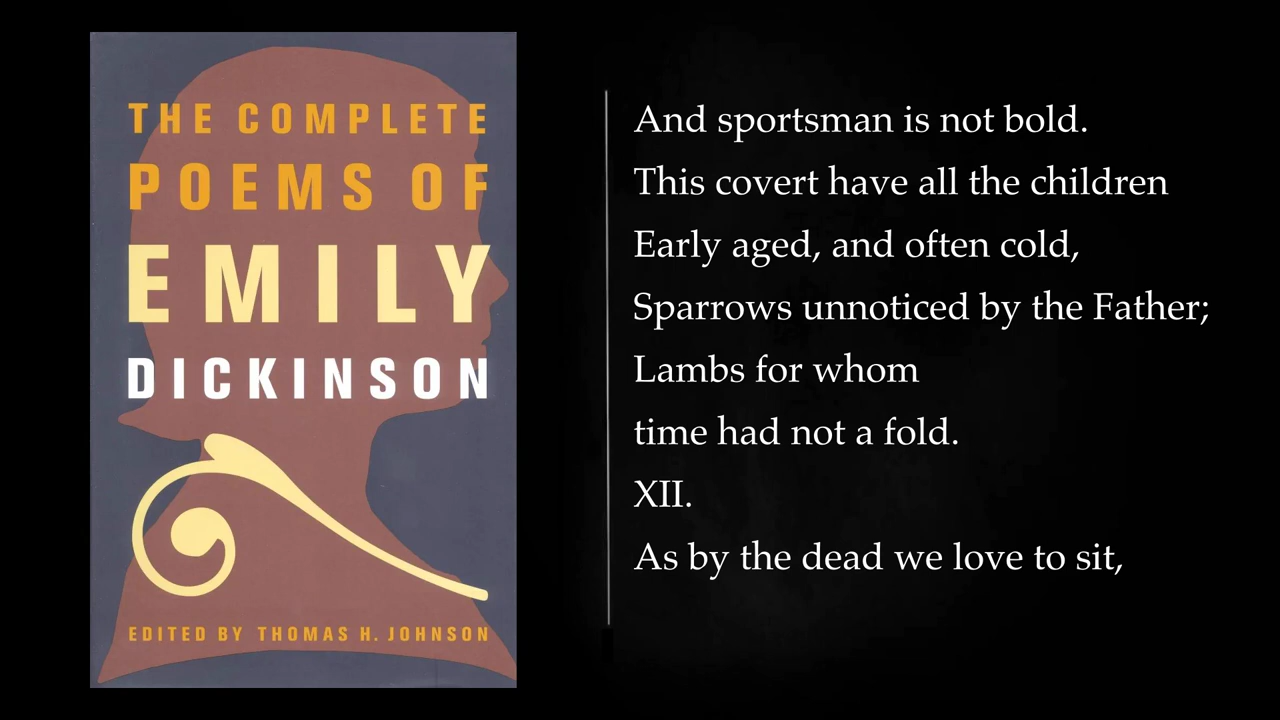 THE COMPLETE
POEMS OF
EMILY
DICKINSON
EDITED BY THOMAS H. JOHNSON
And sportsman is not bold.
This covert have all the children
Early aged, and often cold,
Sparrows unnoticed by the Father;
Lambs for whom
time had not a fold.
XII.
As by the dead we love to sit,